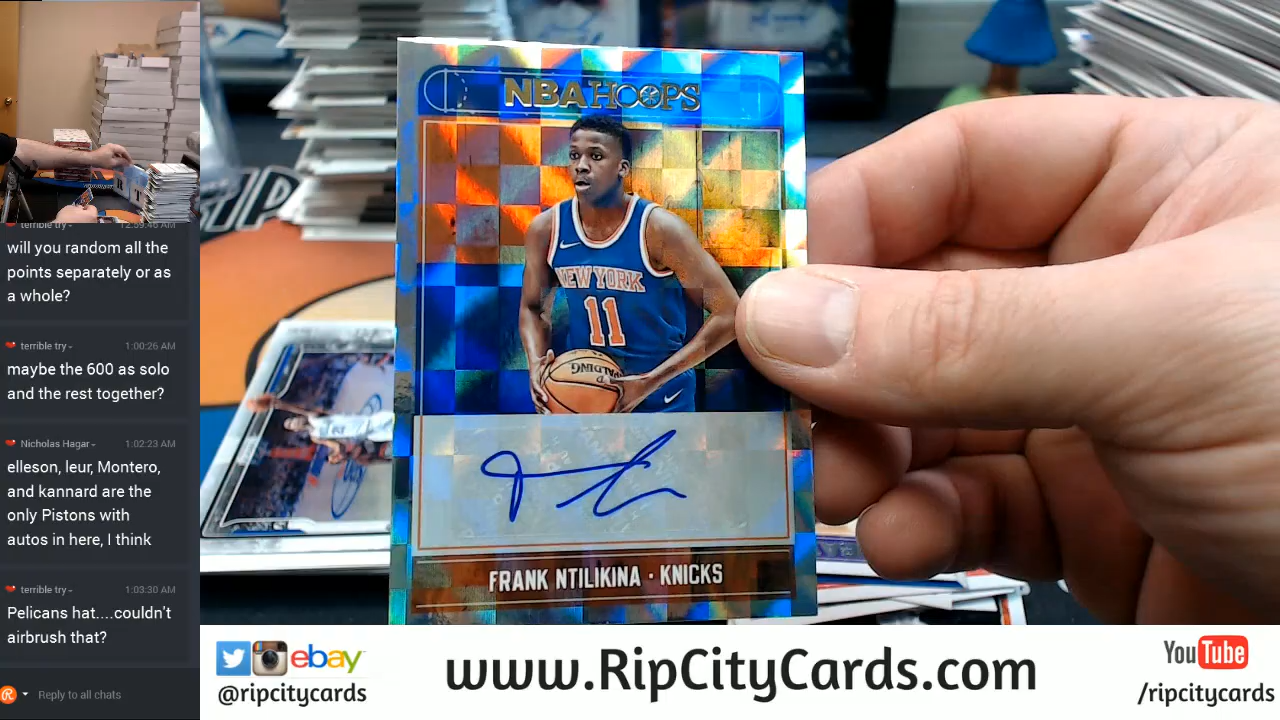 terrible try 12:59:46 AM
will you random all the
points separately or as
a whole?
terrible try 1:00:26 AM
maybe the 600 as solo
and the rest together?
Nicholas Hagar 1:02:23 AM
elleson, leur, Montero,
and kannard are the
only Pistons with
autos in here, I think
terrible try 1:03:30 AM
Pelicans hat....couldn't
airbrush that?
Reply to all chats
NBA HOOPS
NEW YORK
11
SPALDING
FRANK NTILIKINA · KNICKS
ebay
@ripcitycards
www.RipCityCards.com
YouTube
/ripcitycards